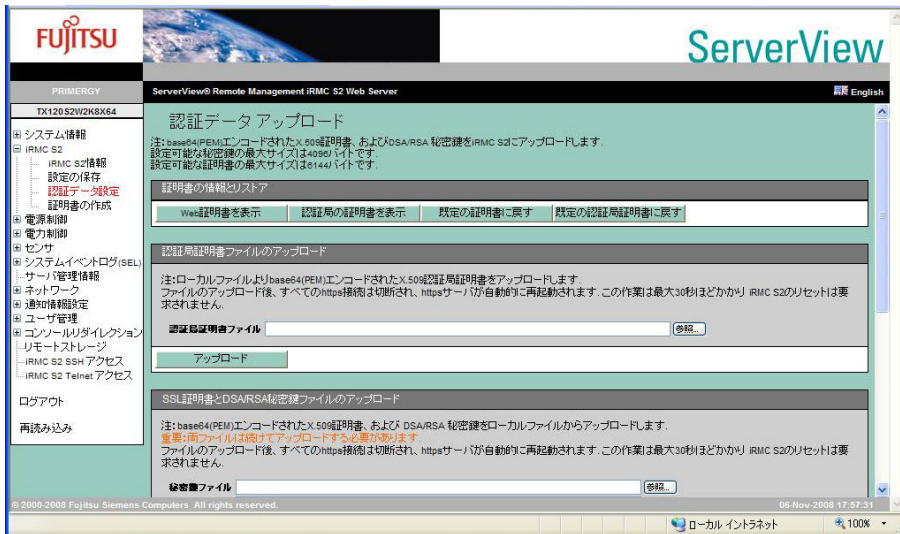 FUJITSU
ServerView
PRIMERGY
ServerView® Remote Management iRMC S2 Web Server
English
TX120S2W2K8X64
システム情報
iRMC S2
iRMC S2情報
設定の保存
認証データ設定
証明書の作成
電源制御
電力制御
センサ
システムイベントログ(SEL)
サーバ管理情報
ネットワーク
通知情報設定
ユーザ管理
コンソールリダイレクション
リモートストレージ
iRMC S2 SSH アクセス
iRMC S2 Telnet アクセス
ログアウト
再読み込み
認証データ アップロード
注: base64(PEM)エンコードされたX.509証明書、およびDSA/RSA 秘密鍵をiRMC S2にアップロードします
設定可能な秘密鍵の最大サイズは4096バイトです.
設定可能な証明書の最大サイズは6144バイトです.
証明書の情報とリストア
Web証明書を表示
認証局の証明書を表示
既定の証明書に戻す
既定の認証局証明書に戻す
認証局証明書ファイルのアップロード
注:ローカルファイルよりbase64(PEM)エンコードされたX.509認証局証明書をアップロードします.
ファイルのアップロード後、すべてのhttps接続は切断され、httpsサーバが自動的に再起動されます.この作業は最大30秒ほどかかり iRMC S2のリセットは要
求されません.
認証局証明書ファイル
参照...
アップロード
SSL証明書とDSA/RSA秘密鍵ファイルのアップロード
注: base64(PEM)エンコードされたX.509証明書、および DSA/RSA 秘密鍵をローカルファイルからアップロードします.
重要:両ファイルは続けてアップロードする必要があります.
ファイルのアップロード後、すべてのhttps接続は切断され、httpsサーバが自動的に再起動されます.この作業は最大30秒ほどかかり iRMC S2のリセットは要
求されません.
秘密鍵ファイル
参照...
© 2000-2008 Fujitsu Siemens Computers All rights reserved.
06-Nov-2008 17:57:31
ローカル イントラネット
100%